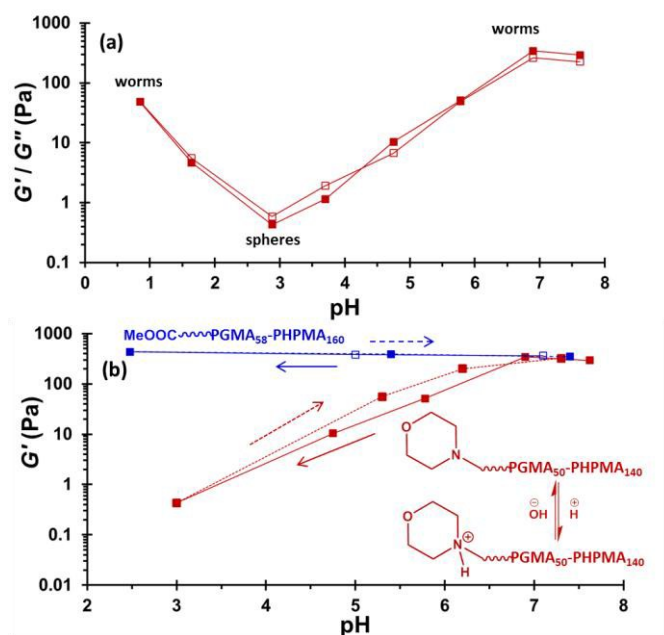 (a)
worms
worms
spheres
G' / G" (Pa)
1000
100
10
1
0.1
0 1 2 3 4 5 6 7 8
pH
(b)
MeOOC PGMA58-PHPMA160
G' (Pa)
1000
100
10
1
0.1
0.01
O
N
PGMA50-PHPMA140
⊖ ⊕
OH H
O
⊕
N
PGMA50-PHPMA140
H
2 3 4 5 6 7 8
pH